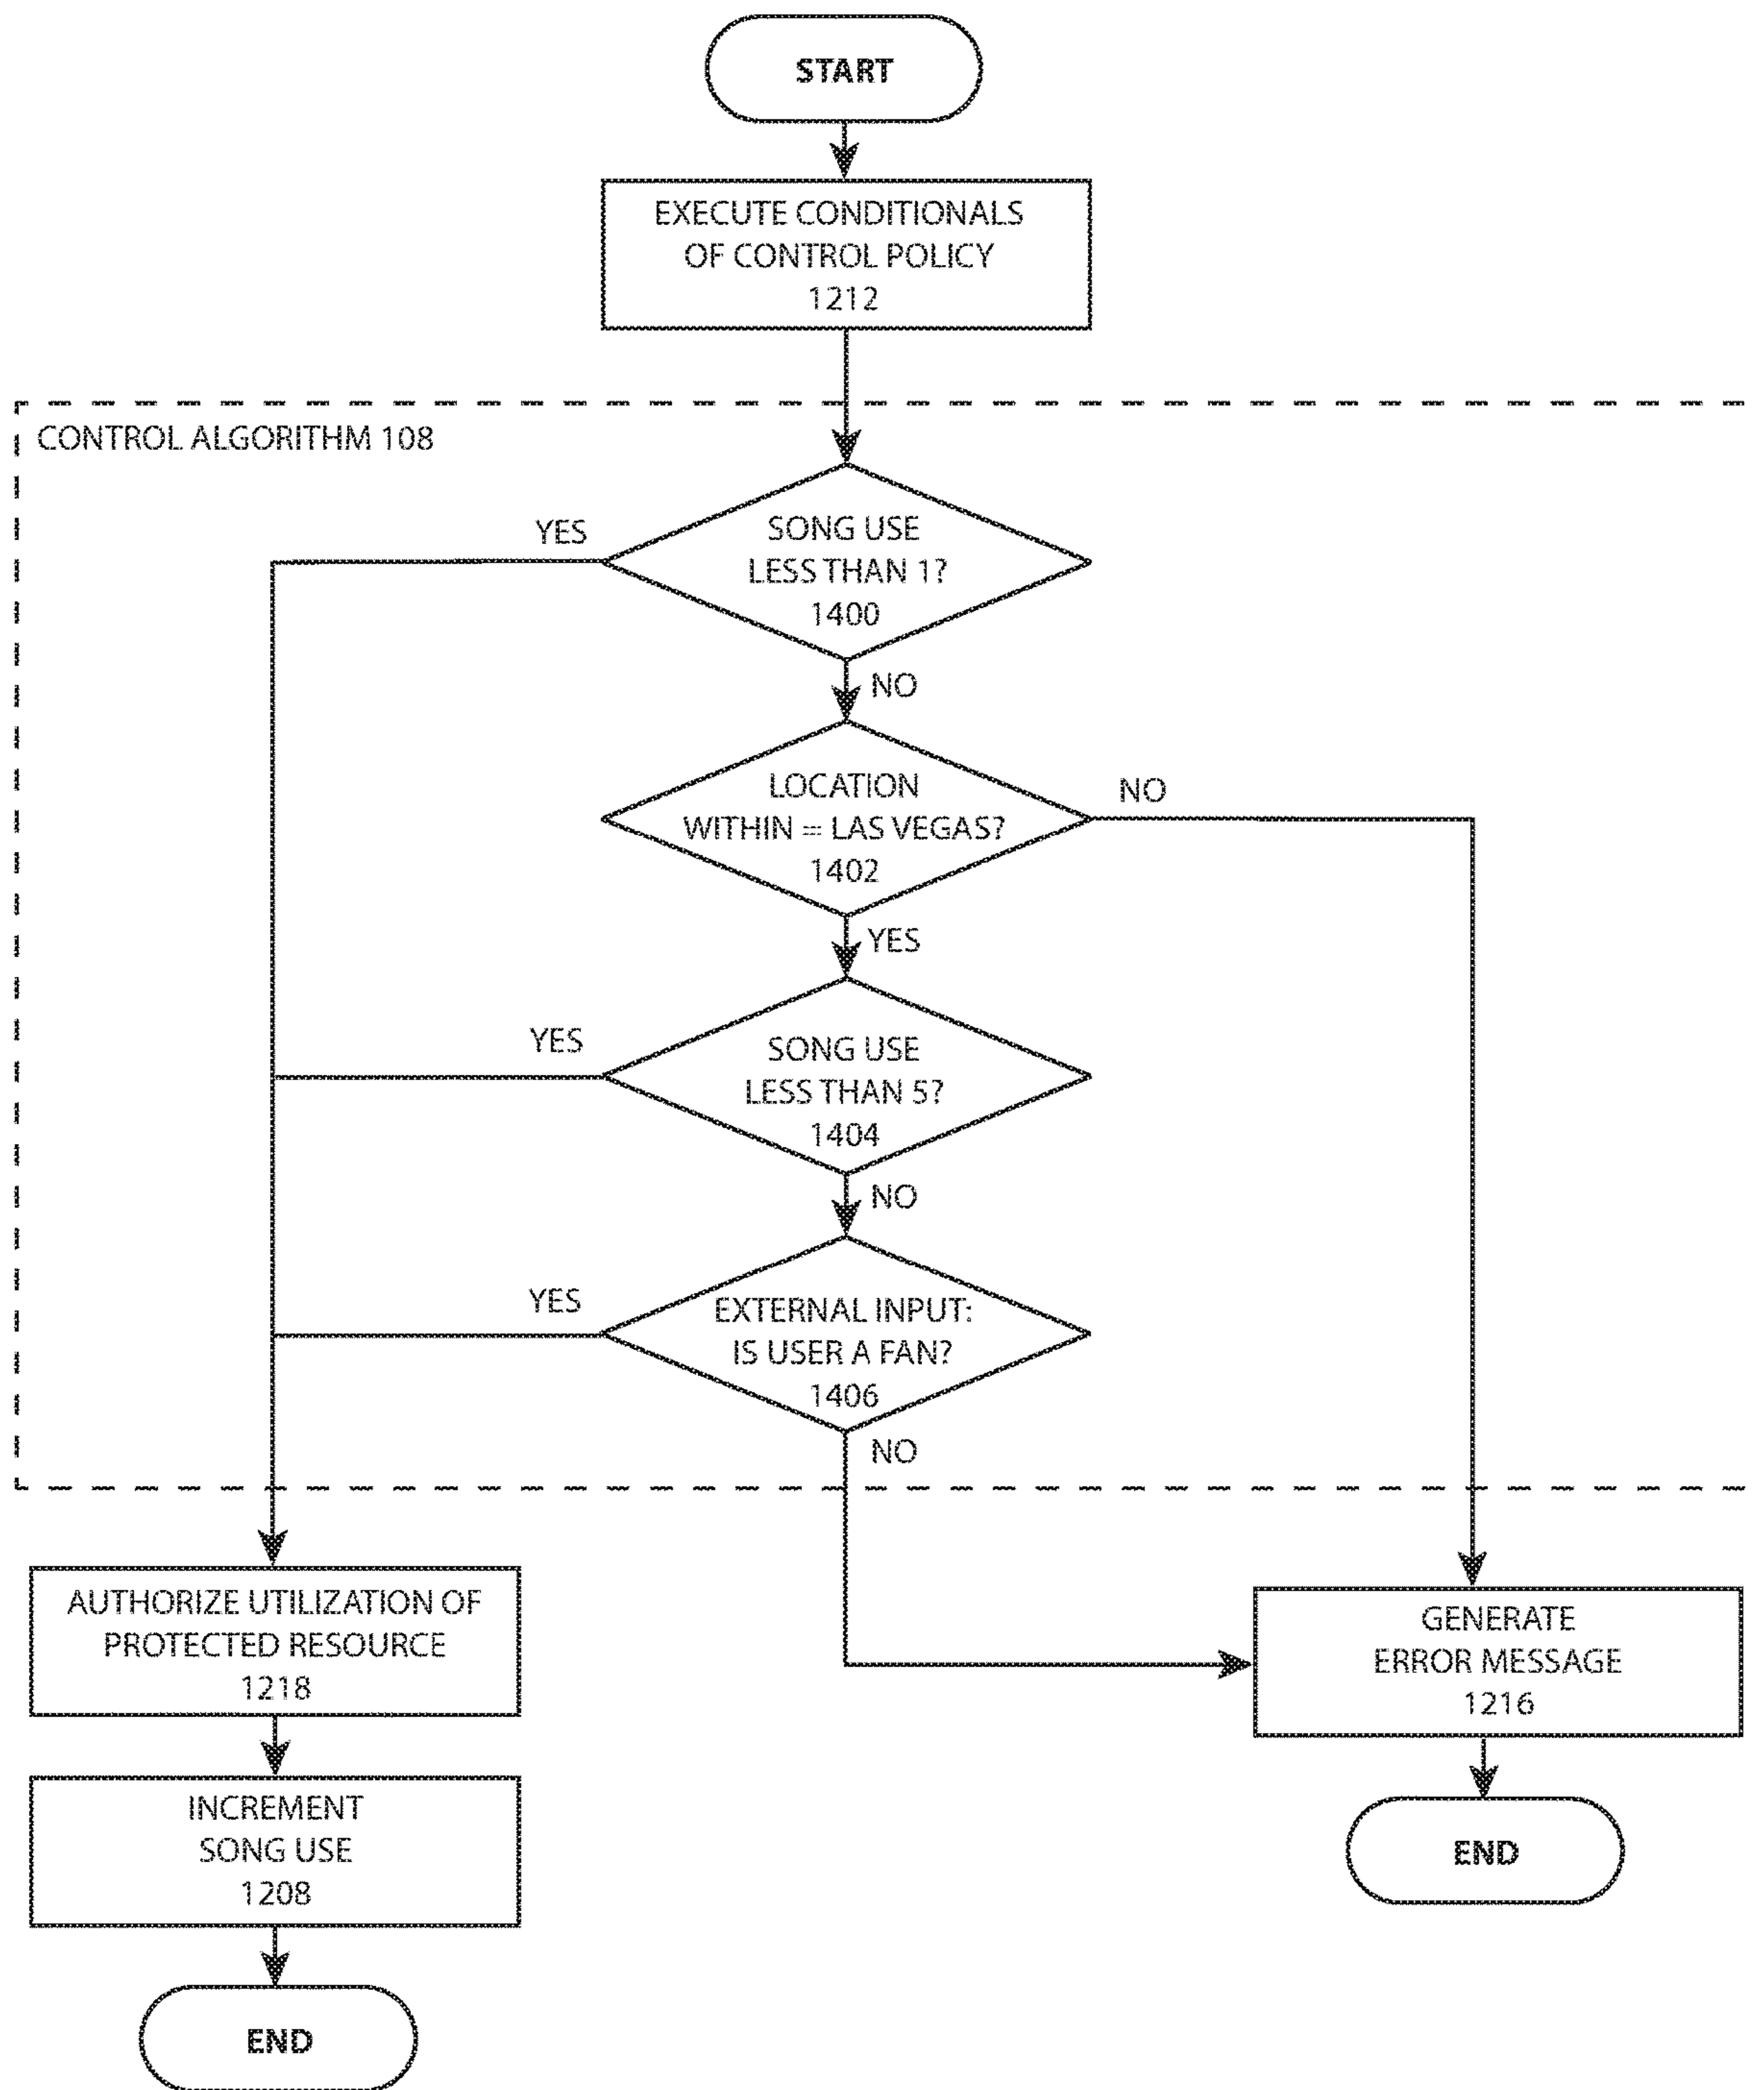 START
EXECUTE CONDITIONALS
OF CONTROL POLICY
1212
CONTROL ALGORITHM 108
YES
SONG USE
LESS THAN 1?
1400
NO
LOCATION
WITHIN = LAS VEGAS?
1402
NO
YES
YES
SONG USE
LESS THAN 5?
1404
NO
YES
EXTERNAL INPUT:
IS USER A FAN?
1406
NO
AUTHORIZE UTILIZATION OF
PROTECTED RESOURCE
1218
GENERATE
ERROR MESSAGE
1216
INCREMENT
SONG USE
1208
END
END